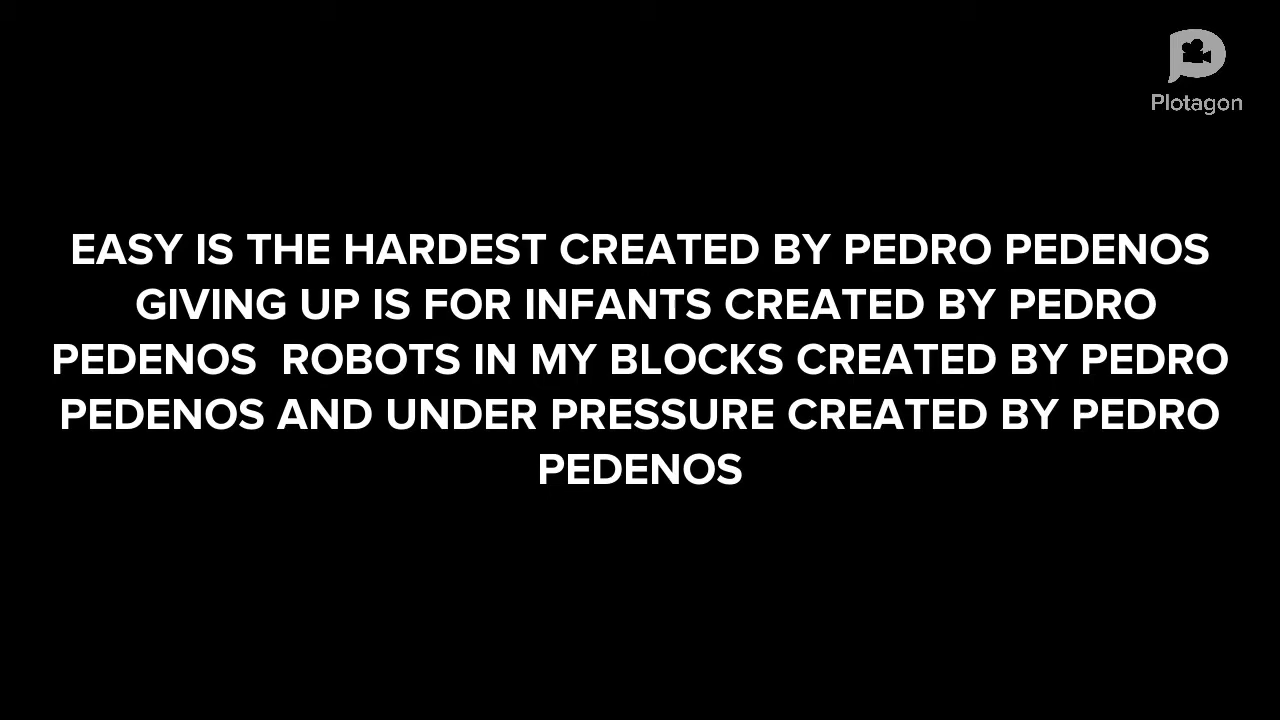 Plotagon
EASY IS THE HARDEST CREATED BY PEDRO PEDENOS
GIVING UP IS FOR INFANTS CREATED BY PEDRO
PEDENOS  ROBOTS IN MY BLOCKS CREATED BY PEDRO
PEDENOS AND UNDER PRESSURE CREATED BY PEDRO
PEDENOS